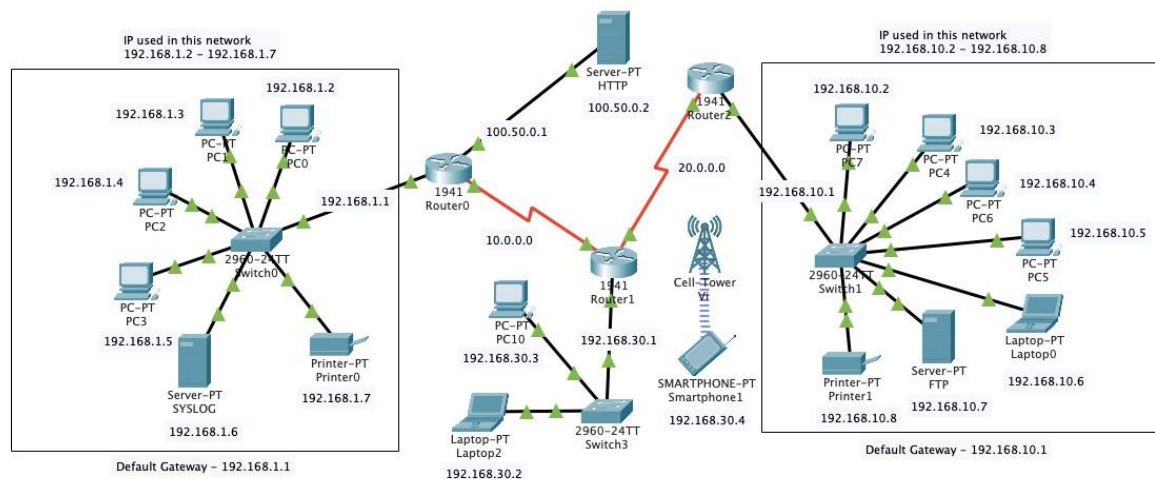 IP used in this network
192.168.1.2 - 192.168.1.7
192.168.1.2
192.168.1.3
PC-PT
PC1
PC-PT
PC0
192.168.1.4
PC-PT
PC2
192.168.1.1
2960-24TT
Switch0
PC-PT
PC3
192.168.1.5
Server-PT
SYSLOG
192.168.1.6
Printer-PT
Printer0
192.168.1.7
Default Gateway - 192.168.1.1
Server-PT
HTTP
100.50.0.2
100.50.0.1
1941
Router0
10.0.0.0
1941
Router2
20.0.0.0
1941
Router1
Cell-Tower
PC-PT
PC10
192.168.30.3
192.168.30.1
SMARTPHONE-PT
Smartphone1
192.168.30.4
Laptop-PT
Laptop2
192.168.30.2
2960-24TT
Switch3
IP used in this network
192.168.10.2 - 192.168.10.8
192.168.10.2
PC-PT
PC7
192.168.10.3
PC-PT
PC4
192.168.10.4
PC-PT
PC6
192.168.10.1
192.168.10.5
PC-PT
PC5
2960-24TT
Switch1
Laptop-PT
Laptop0
192.168.10.6
Server-PT
FTP
192.168.10.7
Printer-PT
Printer1
192.168.10.8
Default Gateway - 192.168.10.1